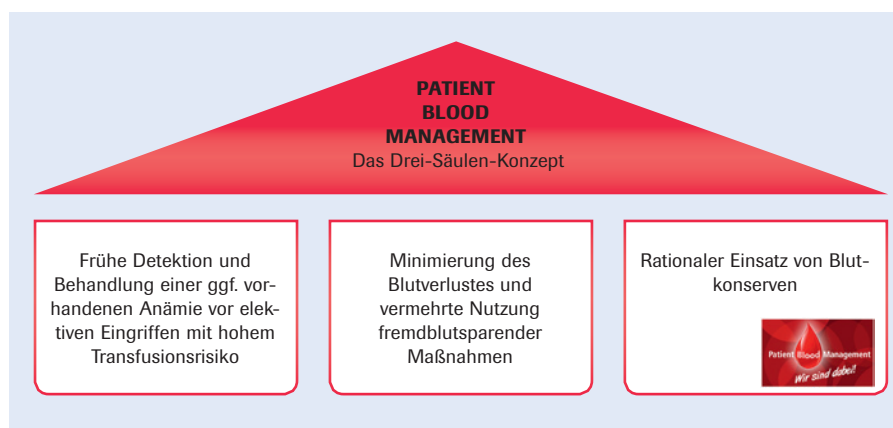 PATIENT
BLOOD
MANAGEMENT
Das Drei-Säulen-Konzept
Frühe Detektion und
Behandlung einer ggf. vor-
handenen Anämie vor elek-
tiven Eingriffen mit hohem
Transfusionsrisiko
Minimierung des
Blutverlustes und
vermehrte Nutzung
fremdblutsparender
Maßnahmen
Rationaler Einsatz von Blut-
konserven
Patient Blood Management
Wir sind dabei!